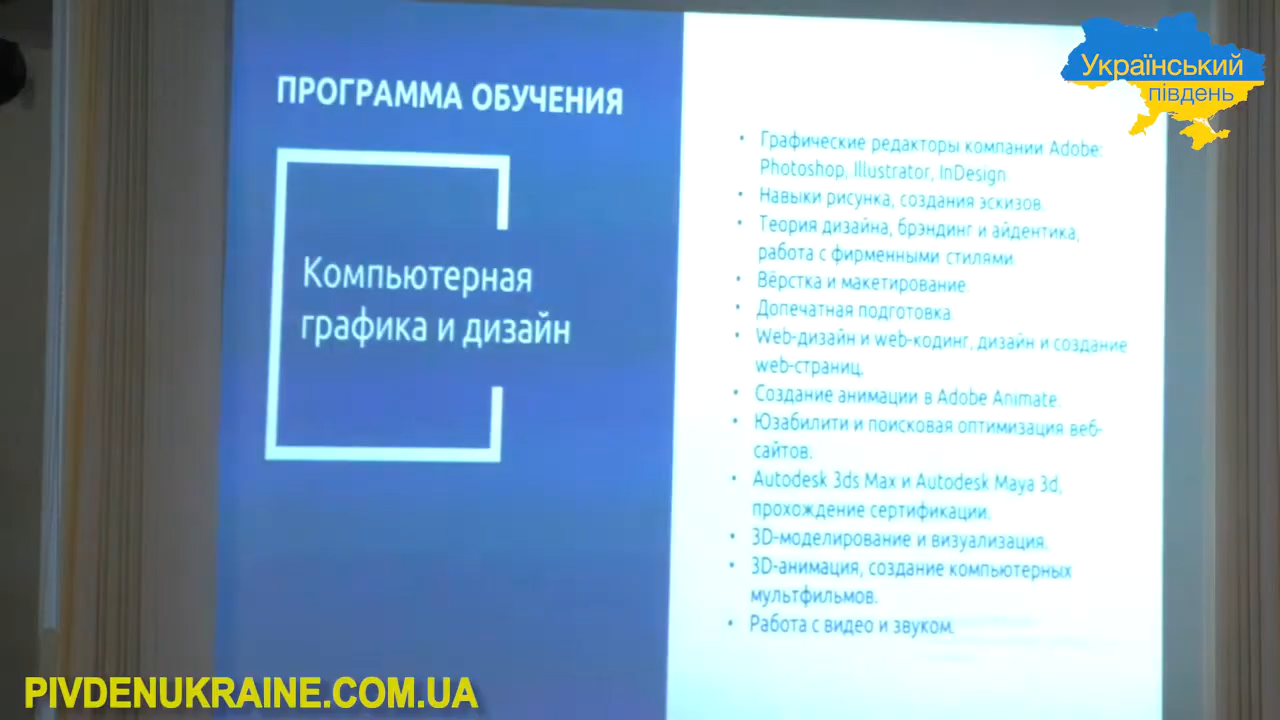 ПРОГРАММА ОБУЧЕНИЯ
Компьютерная
графика и дизайн
• Графические редакторы компании Adobe:
Photoshop, Illustrator, InDesign.
• Навыки рисунка, создания эскизов.
• Теория дизайна, брэндинг и айдентика,
работа с фирменными стилями.
• Вёрстка и макетирование.
• Допечатная подготовка.
• Web-дизайн и web-кодинг, дизайн и создание
web-страниц.
• Создание анимации в Adobe Animate.
• Юзабилити и поисковая оптимизация веб-
сайтов.
• Autodesk 3ds Max и Autodesk Maya 3d,
прохождение сертификации.
• 3D-моделирование и визуализация.
• 3D-анимация, создание компьютерных
мультфильмов.
• Работа с видео и звуком.
Український
південь
PIVDENUKRAINE.COM.UA